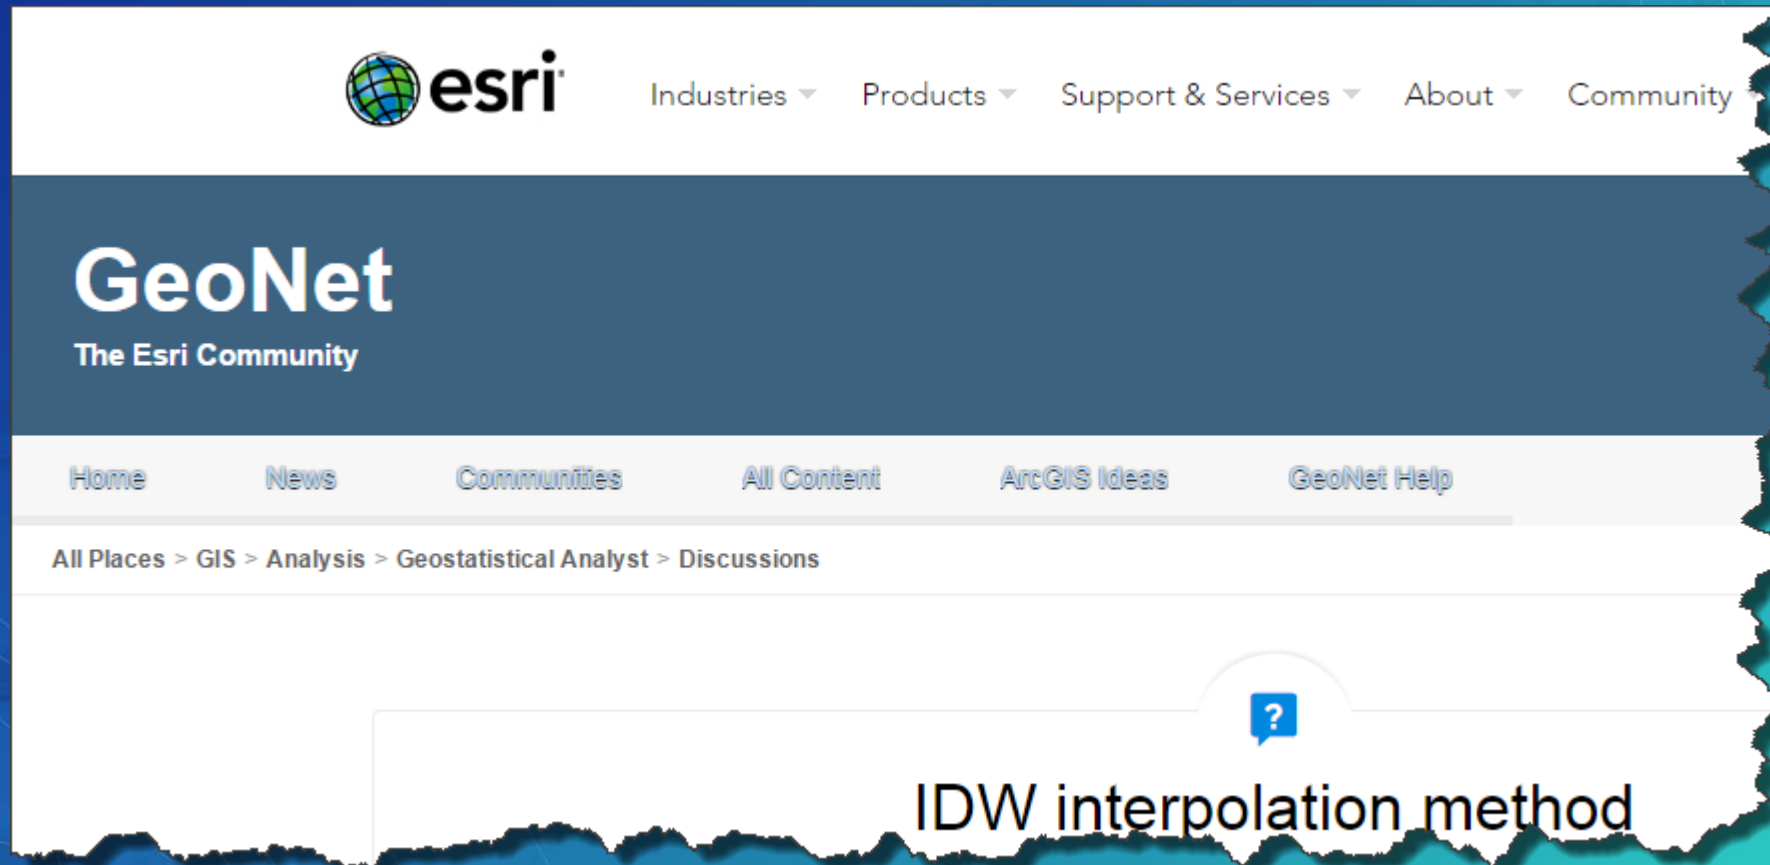 esri
Industries Products Support & Services About Community
GeoNet
The Esri Community
Home News Communities All Content ArcGIS Ideas GeoNet Help
All Places > GIS > Analysis > Geostatistical Analyst > Discussions
?
IDW interpolation method